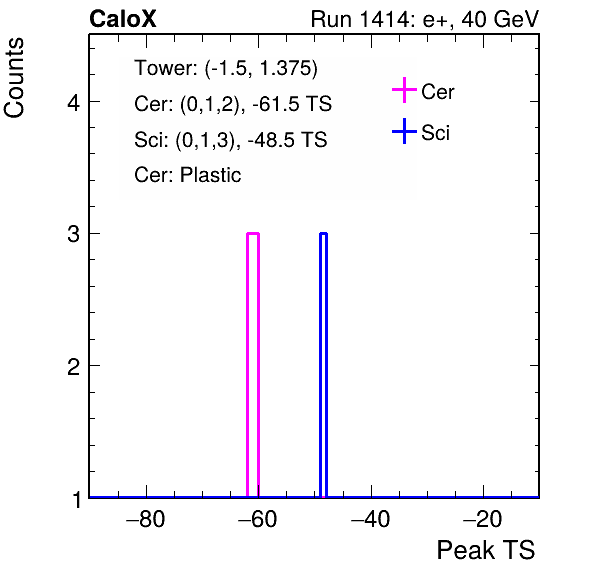 CaloX Run 1414: e+, 40 GeV
Counts
Tower: (-1.5, 1.375)
Cer: (0,1,2), -61.5 TS
Sci: (0,1,3), -48.5 TS
Cer: Plastic
Cer
Sci
4
3
2
1
−80 −60 −40 −20
Peak TS